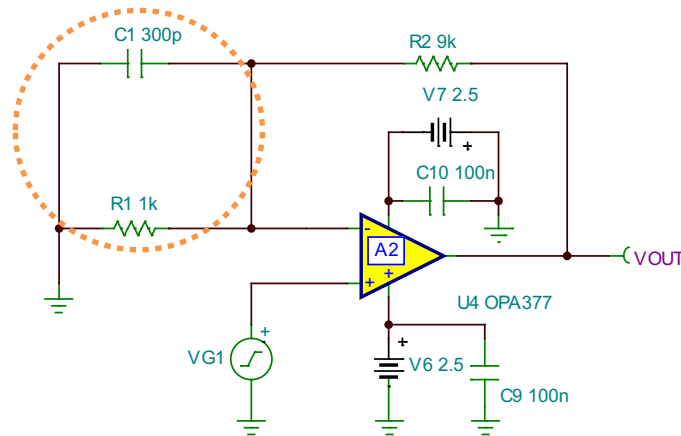 C1 300p
R2 9k
V7 2.5
+
C10 100n
R1 1k
-
A2
+
+
VOUT
U4 OPA377
+
VG1
+
V6 2.5
C9 100n